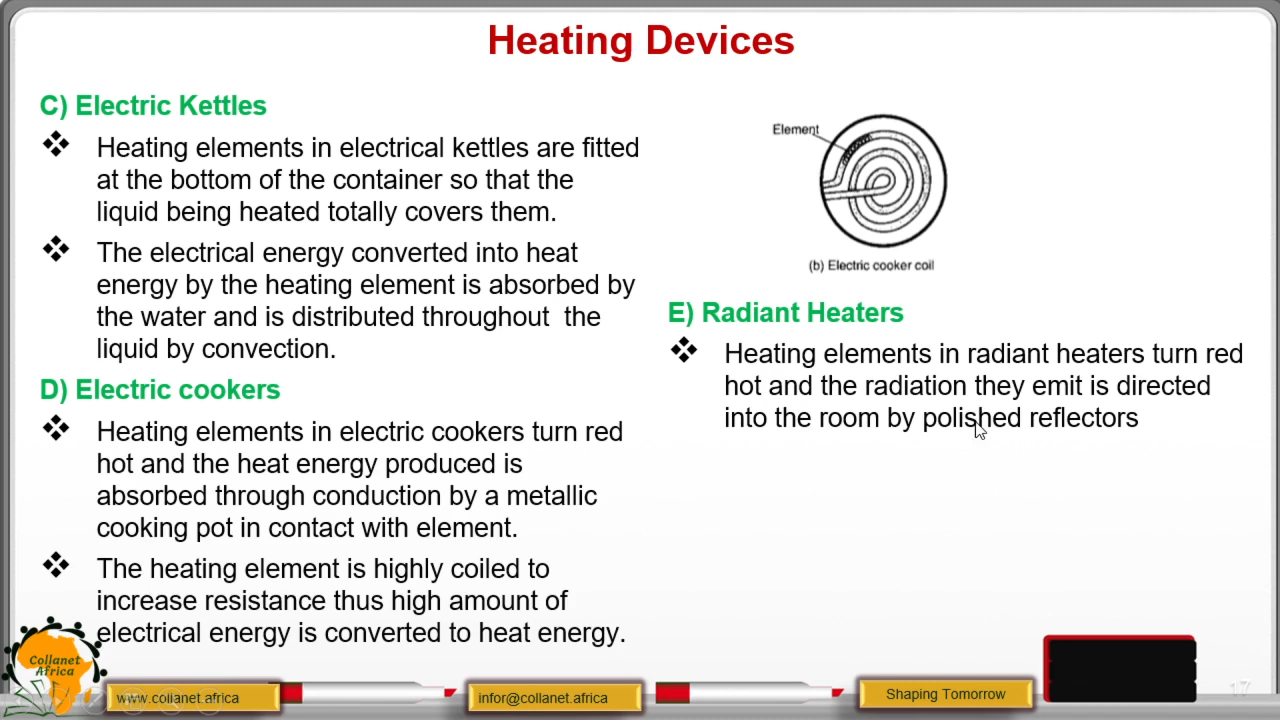 Heating Devices
C) Electric Kettles
❖ Heating elements in electrical kettles are fitted
at the bottom of the container so that the
liquid being heated totally covers them.
❖ The electrical energy converted into heat
energy by the heating element is absorbed by
the water and is distributed throughout the
liquid by convection.
D) Electric cookers
❖ Heating elements in electric cookers turn red
hot and the heat energy produced is
absorbed through conduction by a metallic
cooking pot in contact with element.
❖ The heating element is highly coiled to
increase resistance thus high amount of
electrical energy is converted to heat energy.
Element
(b) Electric cooker coil
E) Radiant Heaters
❖ Heating elements in radiant heaters turn red
hot and the radiation they emit is directed
into the room by polished reflectors
Collanet
Africa
www.collanet.africa
infor@collanet.africa
Shaping Tomorrow
17